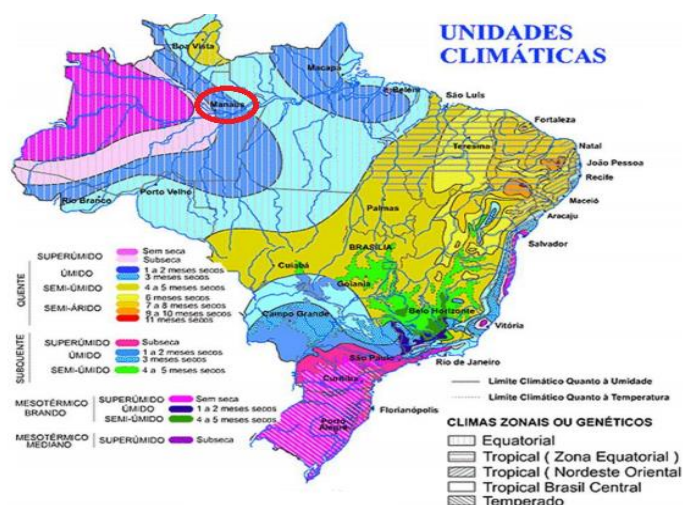 UNIDADES
CLIMÁTICAS
Boa Vista
Macapá
Belém
Manaus
São Luís
Fortaleza
Teresina
Natal
João Pessoa
Recife
Maceió
Aracaju
Rio Branco
Porto Velho
Palmas
Salvador
Cuiabá
BRASÍLIA
Goiania
Campo Grande
Belo Horizonte
Vitória
São Paulo
Rio de Janeiro
Curitiba
Florianópolis
Porto
Alegre
QUENTE
SUPERÚMIDO
Sem seca
Subseca
ÚMIDO
1 a 2 meses secos
3 meses secos
SEMI-ÚMIDO
4 a 5 meses secos
SEMI-ÁRIDO
6 meses secos
7 a 8 meses secos
9 a 10 meses secos
11 meses secos
SUBQUENTE
SUPERÚMIDO
Subseca
ÚMIDO
1 a 2 meses secos
3 meses secos
SEMI-ÚMIDO
4 a 5 meses secos
MESOTÉRMICO
BRANDO
SUPERÚMIDO
Sem seca
ÚMIDO
1 a 2 meses secos
SEMI-ÚMIDO
4 a 5 meses secos
MESOTÉRMICO
MEDIANO
SUPERÚMIDO
Subseca
Limite Climático Quanto à Umidade
Limite Climático Quanto à Temperatura
CLIMAS ZONAIS OU GENÉTICOS
Equatorial
Tropical ( Zona Equatorial )
Tropical ( Nordeste Oriental
Tropical Brasil Central
Temperado